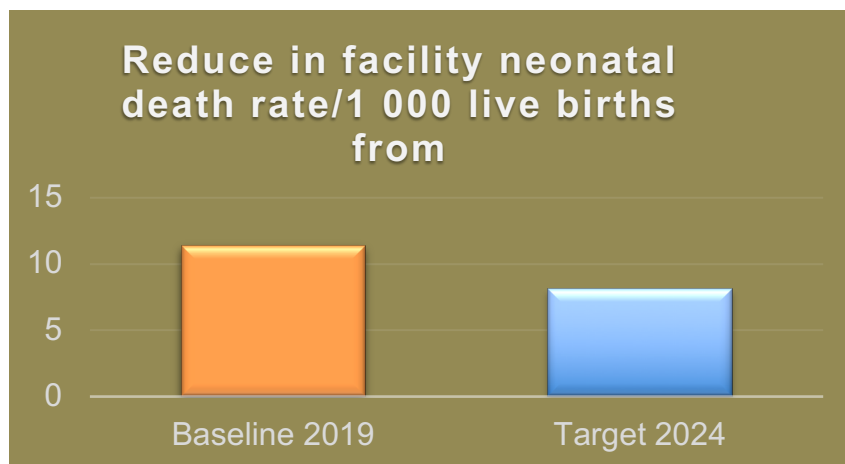 Reduce in facility neonatal
death rate/1 000 live births
from
15
10
5
0
Baseline 2019
Target 2024